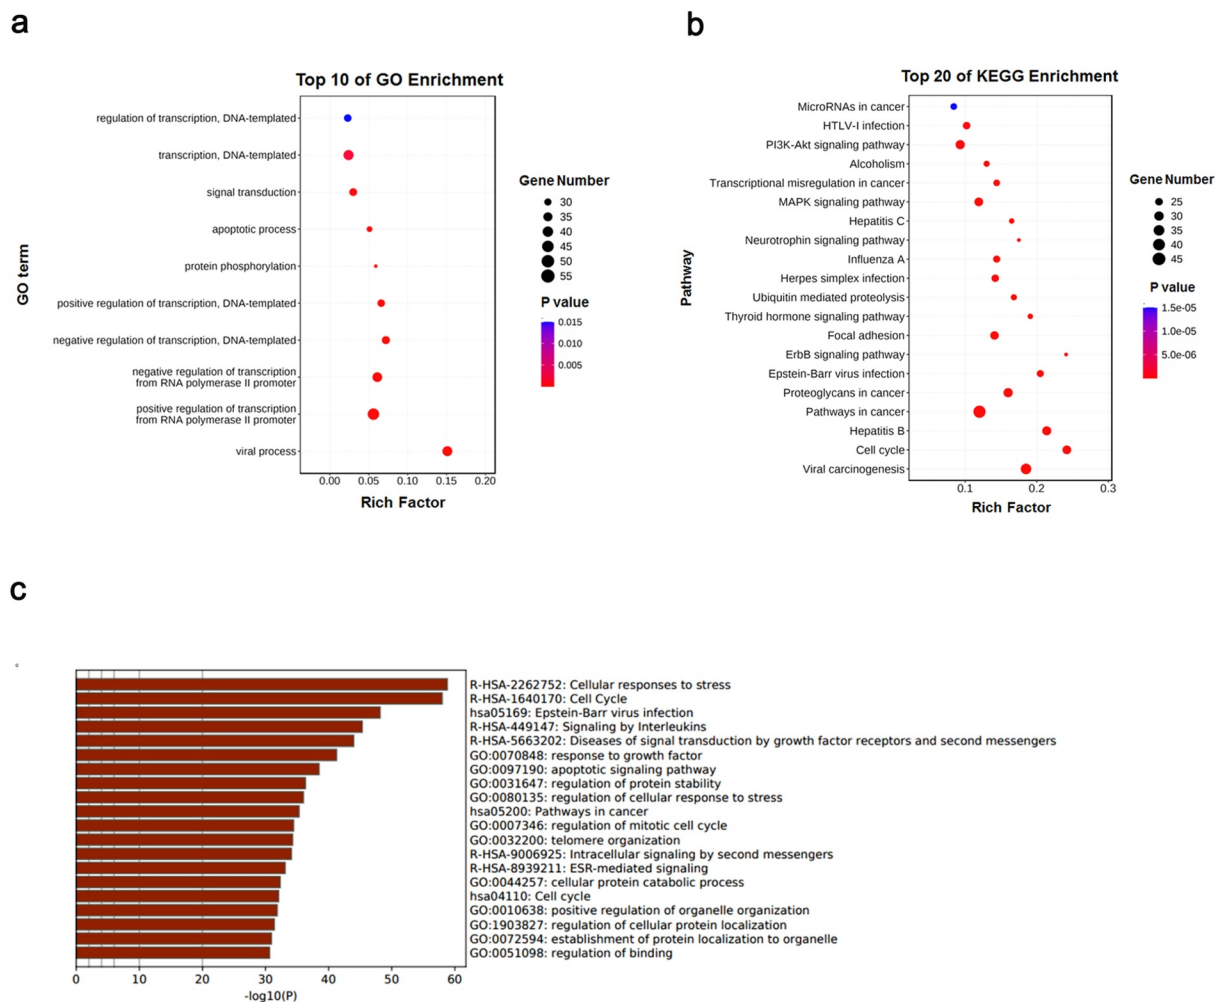 a
b
Top 10 of GO Enrichment
GO term
regulation of transcription, DNA-templated
transcription, DNA-templated
signal transduction
apoptotic process
protein phosphorylation
positive regulation of transcription, DNA-templated
negative regulation of transcription, DNA-templated
negative regulation of transcription
from RNA polymerase II promoter
positive regulation of transcription
from RNA polymerase II promoter
viral process
0.00 0.05 0.10 0.15 0.20
Rich Factor
Gene Number
30
35
40
45
50
55
P value
0.015
0.010
0.005
Top 20 of KEGG Enrichment
Pathway
MicroRNAs in cancer
HTLV-I infection
PI3K-Akt signaling pathway
Alcoholism
Transcriptional misregulation in cancer
MAPK signaling pathway
Hepatitis C
Neurotrophin signaling pathway
Influenza A
Herpes simplex infection
Ubiquitin mediated proteolysis
Thyroid hormone signaling pathway
Focal adhesion
ErbB signaling pathway
Epstein-Barr virus infection
Proteoglycans in cancer
Pathways in cancer
Hepatitis B
Cell cycle
Viral carcinogenesis
0.1 0.2 0.3
Rich Factor
Gene Number
25
30
35
40
45
P value
1.5e-05
1.0e-05
5.0e-06
c
c
R-HSA-2262752: Cellular responses to stress
R-HSA-1640170: Cell Cycle
hsa05169: Epstein-Barr virus infection
R-HSA-449147: Signaling by Interleukins
R-HSA-5663202: Diseases of signal transduction by growth factor receptors and second messengers
GO:0070848: response to growth factor
GO:0097190: apoptotic signaling pathway
GO:0031647: regulation of protein stability
GO:0080135: regulation of cellular response to stress
hsa05200: Pathways in cancer
GO:0007346: regulation of mitotic cell cycle
GO:0032200: telomere organization
R-HSA-9006925: Intracellular signaling by second messengers
R-HSA-8939211: ESR-mediated signaling
GO:0044257: cellular protein catabolic process
hsa04110: Cell cycle
GO:0010638: positive regulation of organelle organization
GO:1903827: regulation of cellular protein localization
GO:0072594: establishment of protein localization to organelle
GO:0051098: regulation of binding
0 10 20 30 40 50 60
-log10(P)